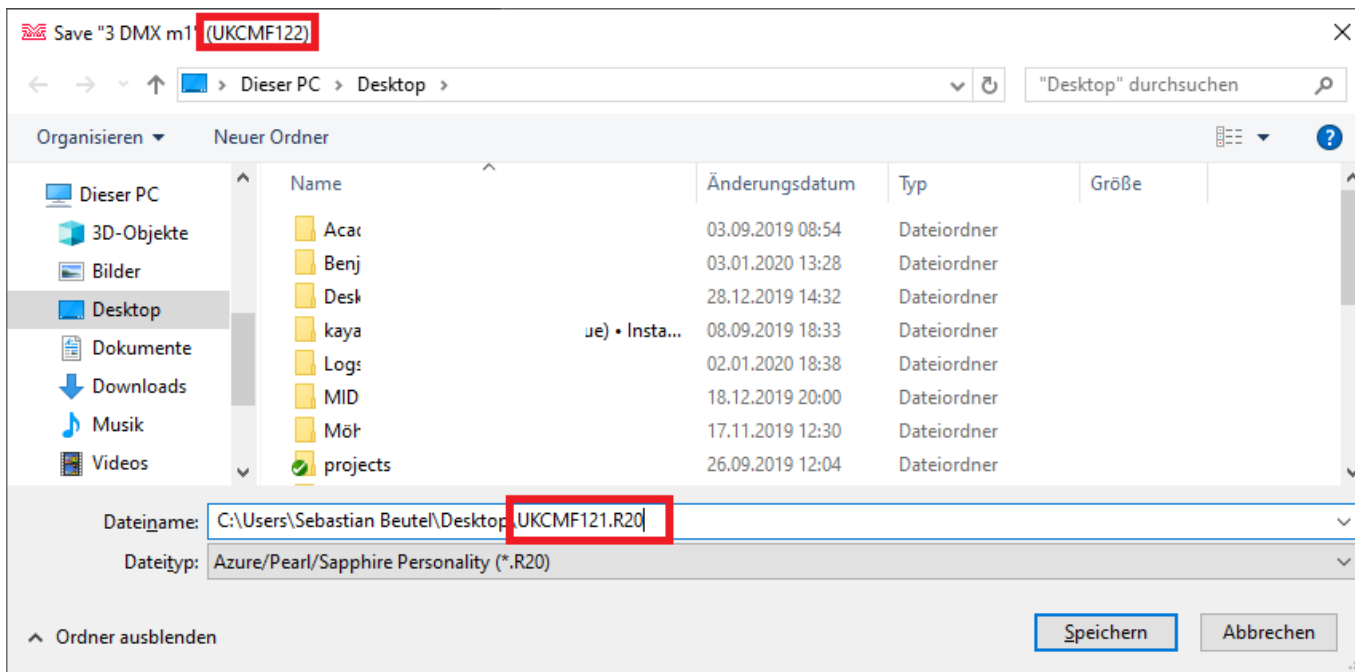 Save "3 DMX m1" (UKCMF122)
Dieser PC > Desktop >
"Desktop" durchsuchen
Organisieren
Neuer Ordner
Name
Änderungsdatum
Typ
Größe
Dieser PC
3D-Objekte
Bilder
Desktop
Dokumente
Downloads
Musik
Videos
Acad 03.09.2019 08:54 Dateiordner
Benj 03.01.2020 13:28 Dateiordner
Desk 28.12.2019 14:32 Dateiordner
kaya ue) • Insta... 08.09.2019 18:33 Dateiordner
Logs 02.01.2020 18:38 Dateiordner
MID 18.12.2019 20:00 Dateiordner
Möh 17.11.2019 12:30 Dateiordner
projects 26.09.2019 12:04 Dateiordner
Dateiname: C:\Users\Sebastian Beutel\Desktop\UKCMF121.R20
Dateityp: Azure/Pearl/Sapphire Personality (*.R20)
Ordner ausblenden
Speichern
Abbrechen